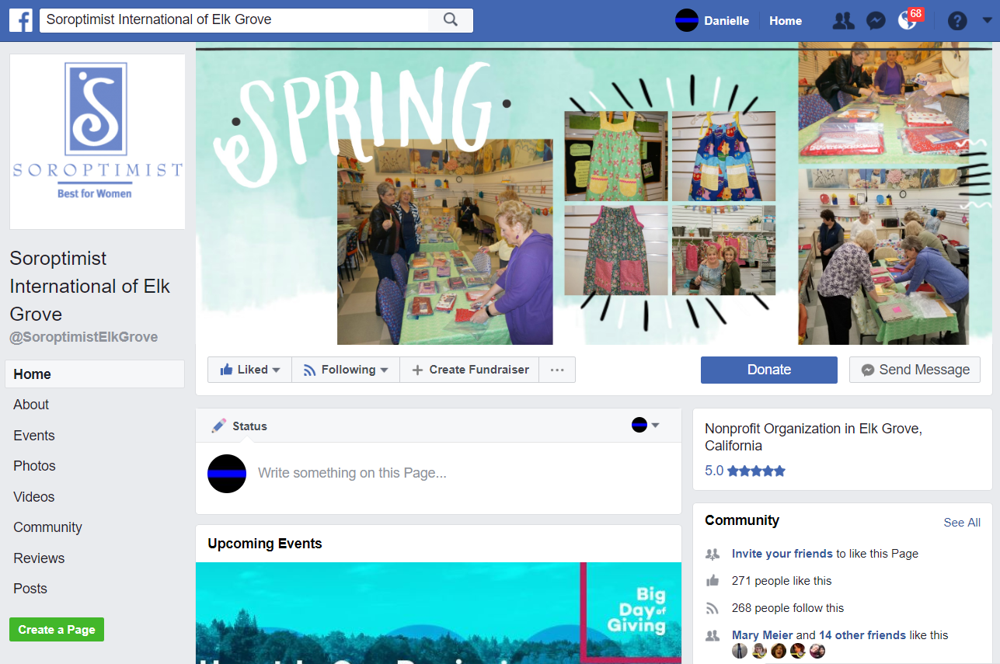 Soroptimist International of Elk Grove
Danielle
Home
68
?
S
SOROPTIMIST
Best for Women
SPRING
Soroptimist
International of Elk
Grove
@SoroptimistElkGrove
Home
About
Events
Photos
Videos
Community
Reviews
Posts
Create a Page
Liked
Following
Create Fundraiser
Donate
Send Message
Status
Write something on this Page...
Upcoming Events
Big
Day of
Giving
Nonprofit Organization in Elk Grove,
California
5.0
Community
See All
Invite your friends to like this Page
271 people like this
268 people follow this
Mary Meier and 14 other friends like this